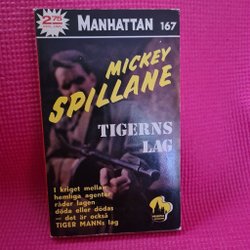 2.75
MANHATTAN 167
MICKEY
SPILLANE
TIGERNS
LAG
I kriget mellan
hemliga agenter
råder lagen
döda eller dödas
— det är också
TIGER MANNs lag